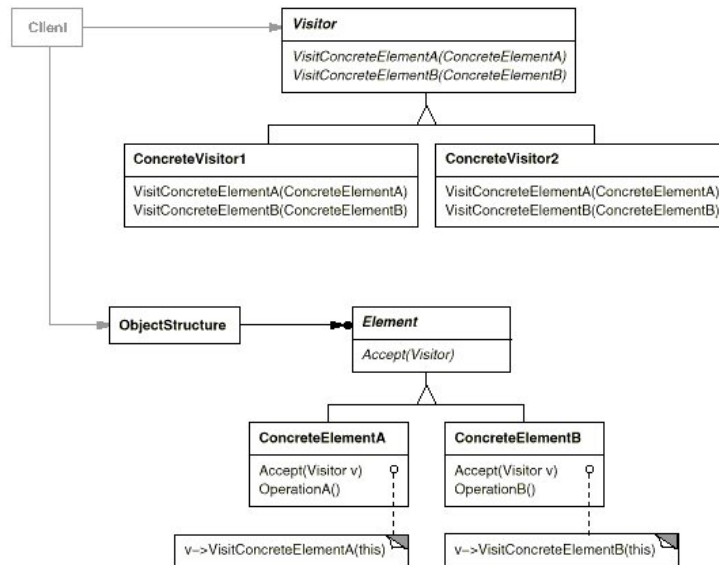 Client
Visitor
VisitConcreteElementA(ConcreteElementA)
VisitConcreteElementB(ConcreteElementB)
ConcreteVisitor1
VisitConcreteElementA(ConcreteElementA)
VisitConcreteElementB(ConcreteElementB)
ConcreteVisitor2
VisitConcreteElementA(ConcreteElementA)
VisitConcreteElementB(ConcreteElementB)
ObjectStructure
Element
Accept(Visitor)
ConcreteElementA
Accept(Visitor v)
OperationA()
ConcreteElementB
Accept(Visitor v)
OperationB()
v->VisitConcreteElementA(this)
v->VisitConcreteElementB(this)